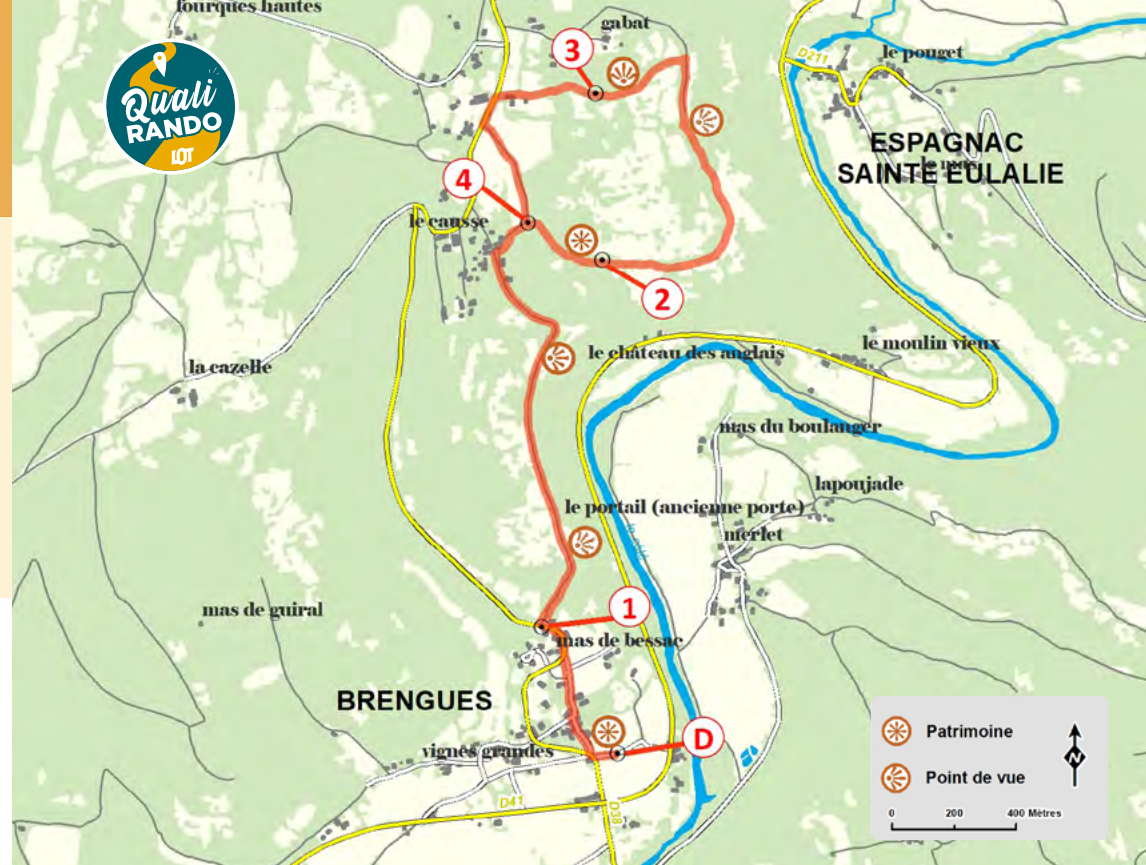 fourques hautes
gabat
3
le pouget
D211
Quali
RANDO
LOT
ESPAGNAC
SAINTE EULALIE
4
le causse
2
le château des anglais
le moulin vieux
la cazelle
mas du boulanger
lapoujade
le portail (ancienne porte)
merlet
mas de guiral
1
mas de bessac
BRENGUES
D
vignes grandes
D41
D38
Patrimoine
Point de vue
N
0 200 400 Mètres